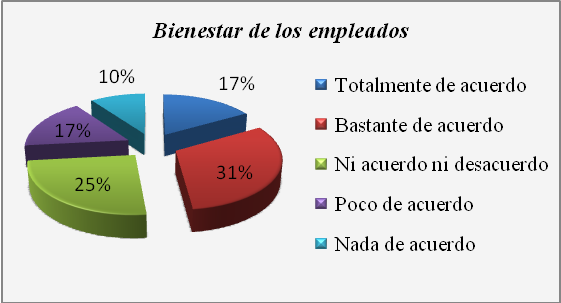 Bienestar de los empleados
10%
17%
17%
31%
25%
Totalmente de acuerdo
Bastante de acuerdo
Ni acuerdo ni desacuerdo
Poco de acuerdo
Nada de acuerdo